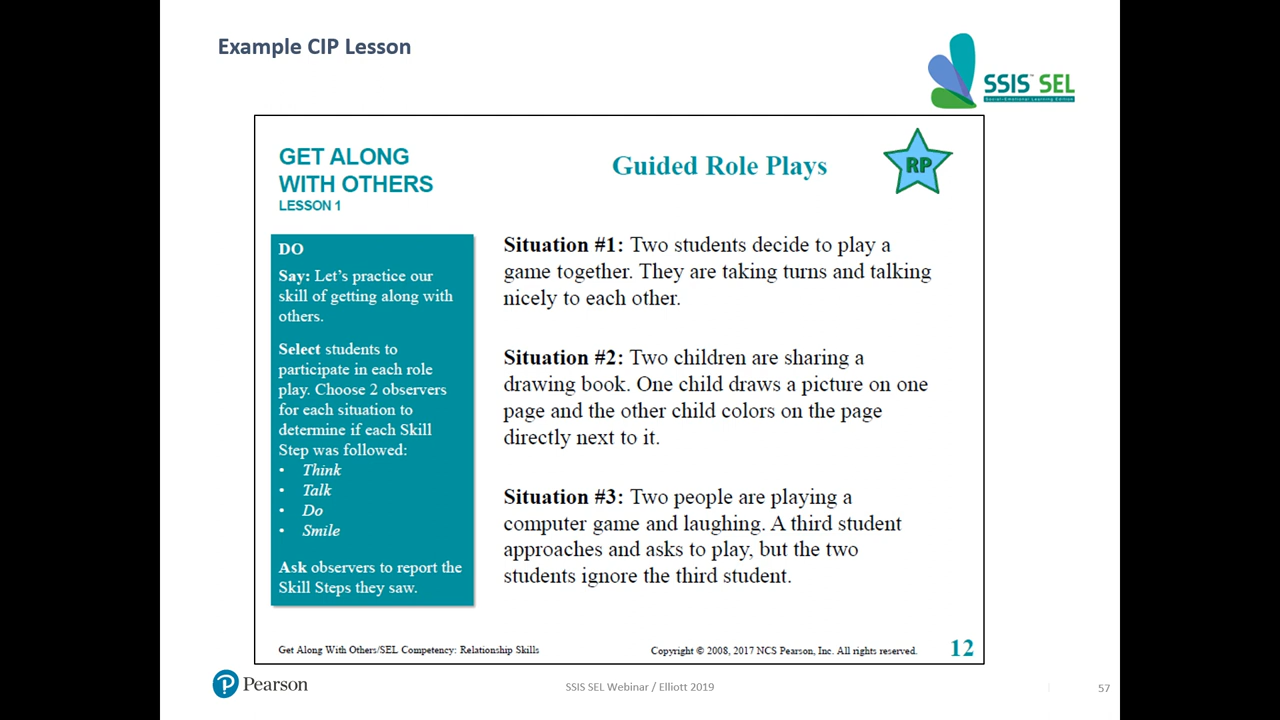 Example CIP Lesson
SSIS™ SEL
Social-Emotional Learning Edition
GET ALONG
WITH OTHERS
LESSON 1
Guided Role Plays
RP
DO
Say: Let's practice our
skill of getting along with
others.
Select students to
participate in each role
play. Choose 2 observers
for each situation to
determine if each Skill
Step was followed:
• Think
• Talk
• Do
• Smile
Ask observers to report the
Skill Steps they saw.
Situation #1: Two students decide to play a
game together. They are taking turns and talking
nicely to each other.
Situation #2: Two children are sharing a
drawing book. One child draws a picture on one
page and the other child colors on the page
directly next to it.
Situation #3: Two people are playing a
computer game and laughing. A third student
approaches and asks to play, but the two
students ignore the third student.
Get Along With Others/SEL Competency: Relationship Skills
Copyright © 2008, 2017 NCS Pearson, Inc. All rights reserved.
12
P Pearson
SSIS SEL Webinar / Elliott 2019
57